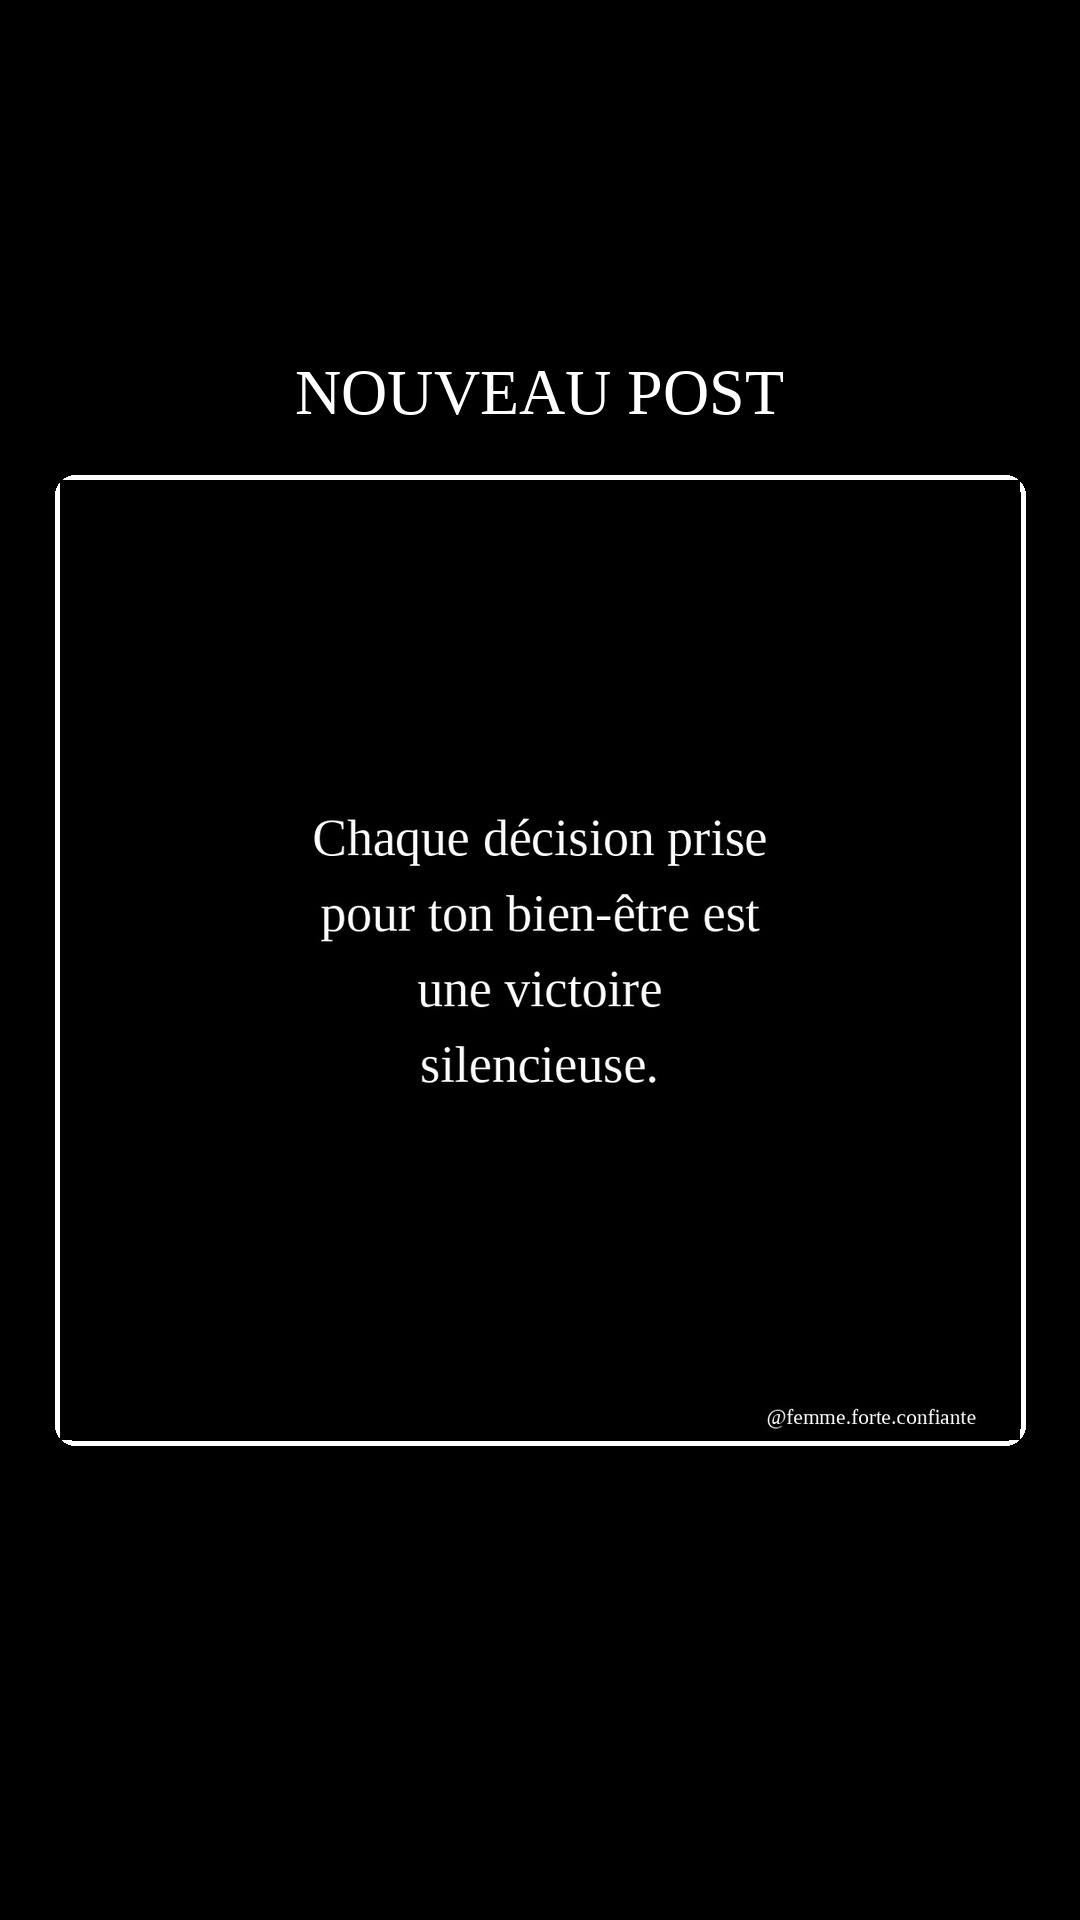 NOUVEAU POST
Chaque décision prise
pour ton bien-être est
une victoire
silencieuse.
@femme.forte.confiante